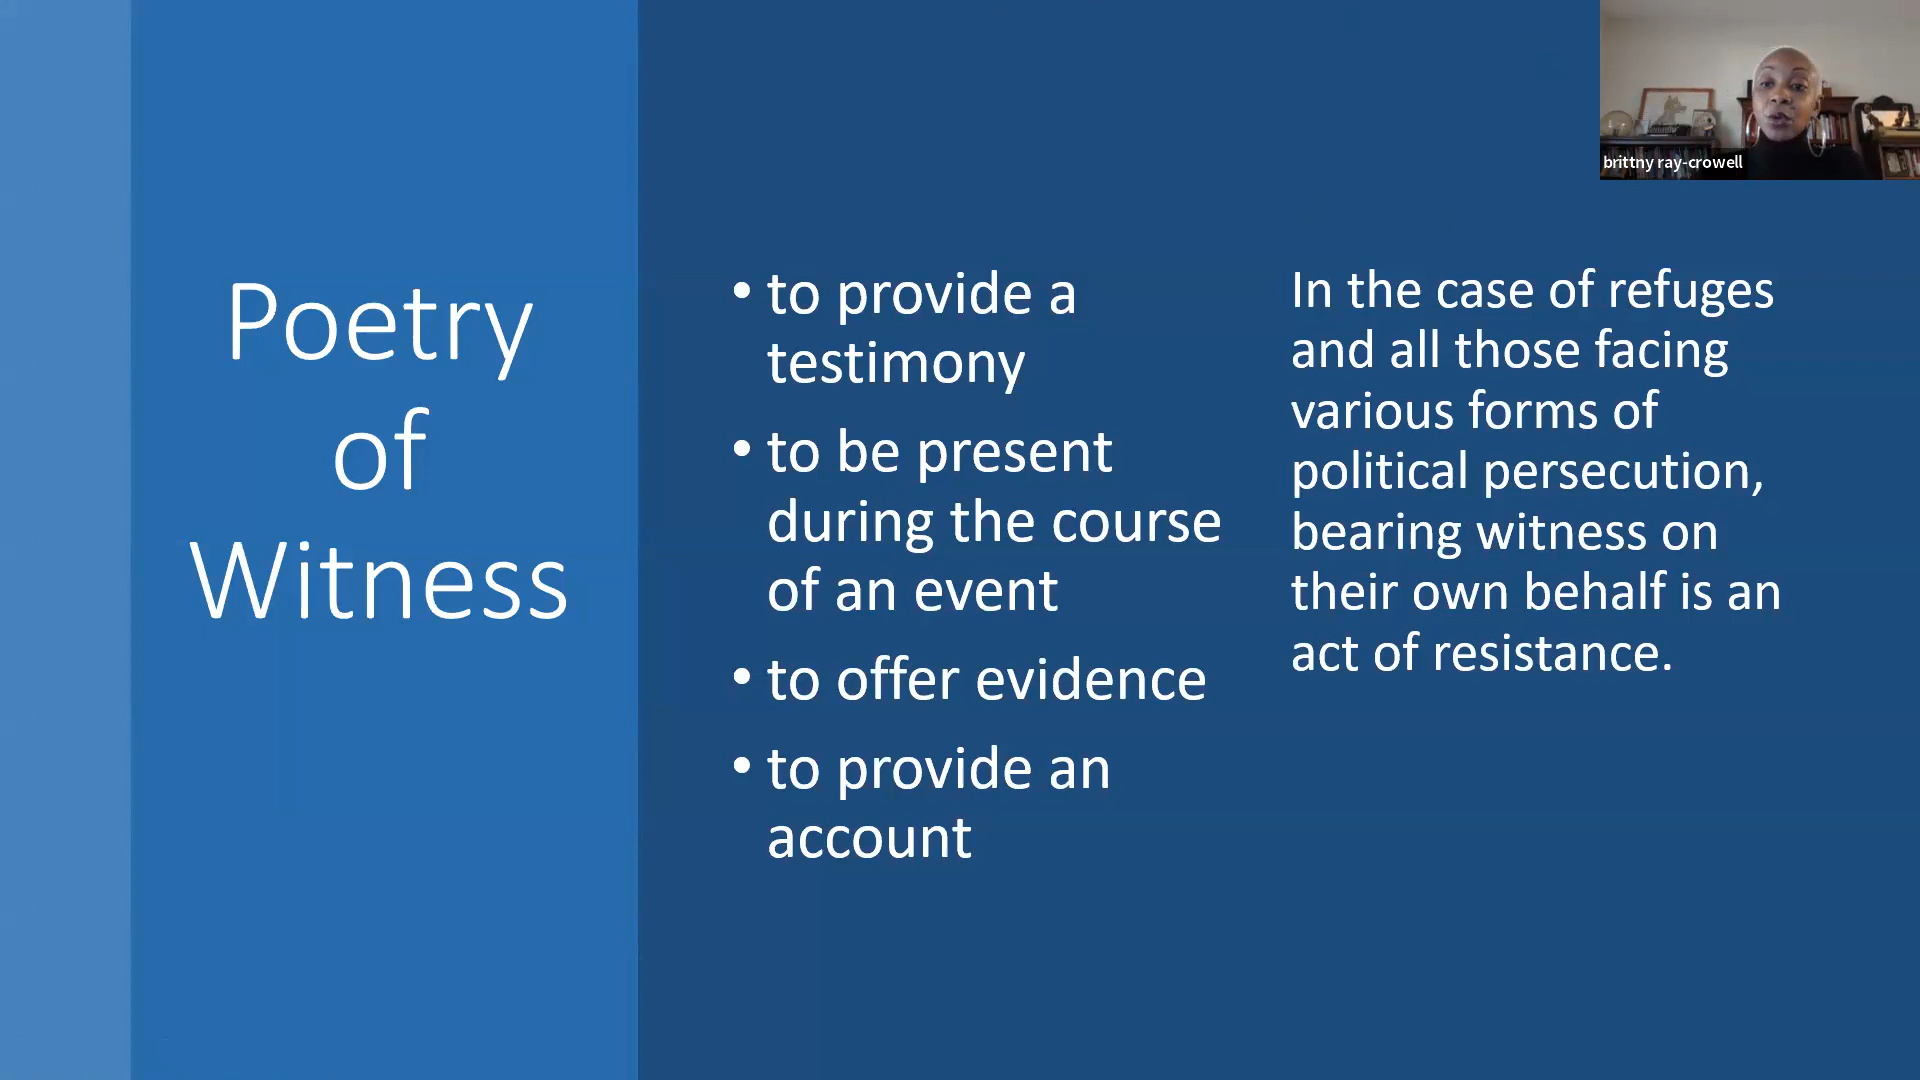 Poetry
of
Witness
• to provide a
testimony
• to be present
during the course
of an event
• to offer evidence
• to provide an
account
In the case of refuges
and all those facing
various forms of
political persecution,
bearing witness on
their own behalf is an
act of resistance.
brittny ray-crowell